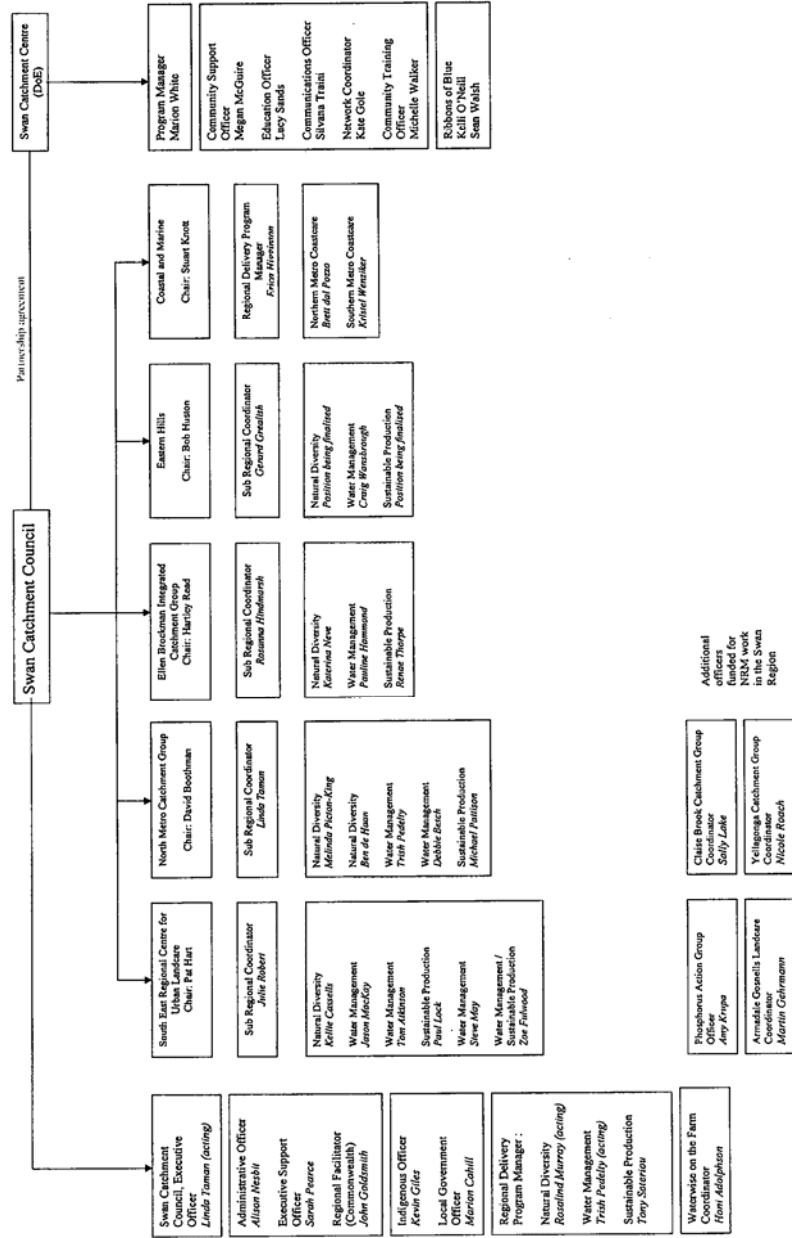 Swan Catchment Council
Partnership agreement
Swan Catchment Centre
(DoE)
Swan Catchment
Council, Executive
Officer
Linda Taman (acting)
Administrative Officer
Alison Nesbit
Executive Support
Officer
Sarah Pearce
Regional Facilitator
(Commonwealth)
John Goldsmith
Indigenous Officer
Kevin Giles
Local Government
Officer
Marion Cahill
Regional Delivery
Program Manager :
Natural Diversity
Rosalind Murray (acting)
Water Management
Trish Pedelty (acting)
Sustainable Production
Tony Soteriou
Waterwise on the Farm
Coordinator
Honi Adolphson
South East Regional Centre for
Urban Landcare
Chair: Pat Hart
Sub Regional Coordinator
Julie Robert
Natural Diversity
Kellie Cassells
Water Management
Jason MacKay
Water Management
Tom Atkinson
Sustainable Production
Paul Lock
Water Management
Steve May
Water Management /
Sustainable Production
Zoe Fulwood
Phosphorus Action Group
Officer
Amy Krupa
Armadale Gosnells Landcare
Coordinator
Martin Gehrmann
North Metro Catchment Group
Chair: David Boothman
Sub Regional Coordinator
Linda Taman
Natural Diversity
Melinda Picton-King
Natural Diversity
Ben de Haan
Water Management
Trish Pedelty
Water Management
Debbie Besch
Sustainable Production
Michael Pattison
Claise Brook Catchment Group
Coordinator
Sally Lake
Yellagonga Catchment Group
Coordinator
Nicole Roach
Ellen Brockman Integrated
Catchment Group
Chair: Hartley Read
Sub Regional Coordinator
Rosanna Hindmarsh
Natural Diversity
Katerina Neve
Water Management
Pauline Hammond
Sustainable Production
Renae Thorpe
Additional
officers
funded for
NRM work
in the Swan
Region
Eastern Hills
Chair: Bob Huston
Sub Regional Coordinator
Gerard Grealish
Natural Diversity
Position being finalised
Water Management
Craig Wansbrough
Sustainable Production
Position being finalised
Coastal and Marine
Chair: Stuart Knott
Regional Delivery Program
Manager
Erica
Northern Metro Coastcare
Brett dal Pozzo
Southern Metro Coastcare
Kristel Wenziker
Program Manager
Marion White
Community Support
Officer
Megan McGuire
Education Officer
Lucy Sands
Communications Officer
Silvana Traini
Network Coordinator
Kate Gole
Community Training
Officer
Michelle Walker
Ribbons of Blue
Kelli O'Neill
Sean Walsh